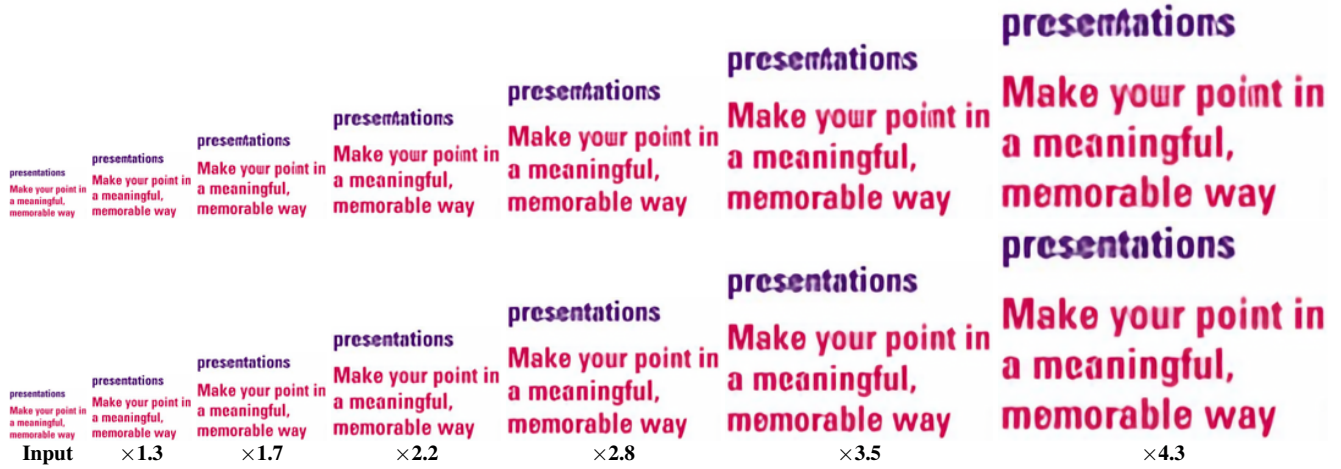 presentations
Make your point in
a meaningful,
memorable way
presentations
Make your point in
a meaningful,
memorable way
presentations
Make your point in
a meaningful,
memorable way
presentations
Make your point in
a meaningful,
memorable way
presentations
Make your point in
a meaningful,
memorable way
presentations
Make your point in
a meaningful,
memorable way
presentations
Make your point in
a meaningful,
memorable way
presentations
Make your point in
a meaningful,
memorable way
presentations
Make your point in
a meaningful,
memorable way
presentations
Make your point in
a meaningful,
memorable way
presentations
Make your point in
a meaningful,
memorable way
presentations
Make your point in
a meaningful,
memorable way
presentations
Make your point in
a meaningful,
memorable way
presentations
Make your point in
a meaningful,
memorable way
Input ×1.3 ×1.7 ×2.2 ×2.8 ×3.5 ×4.3